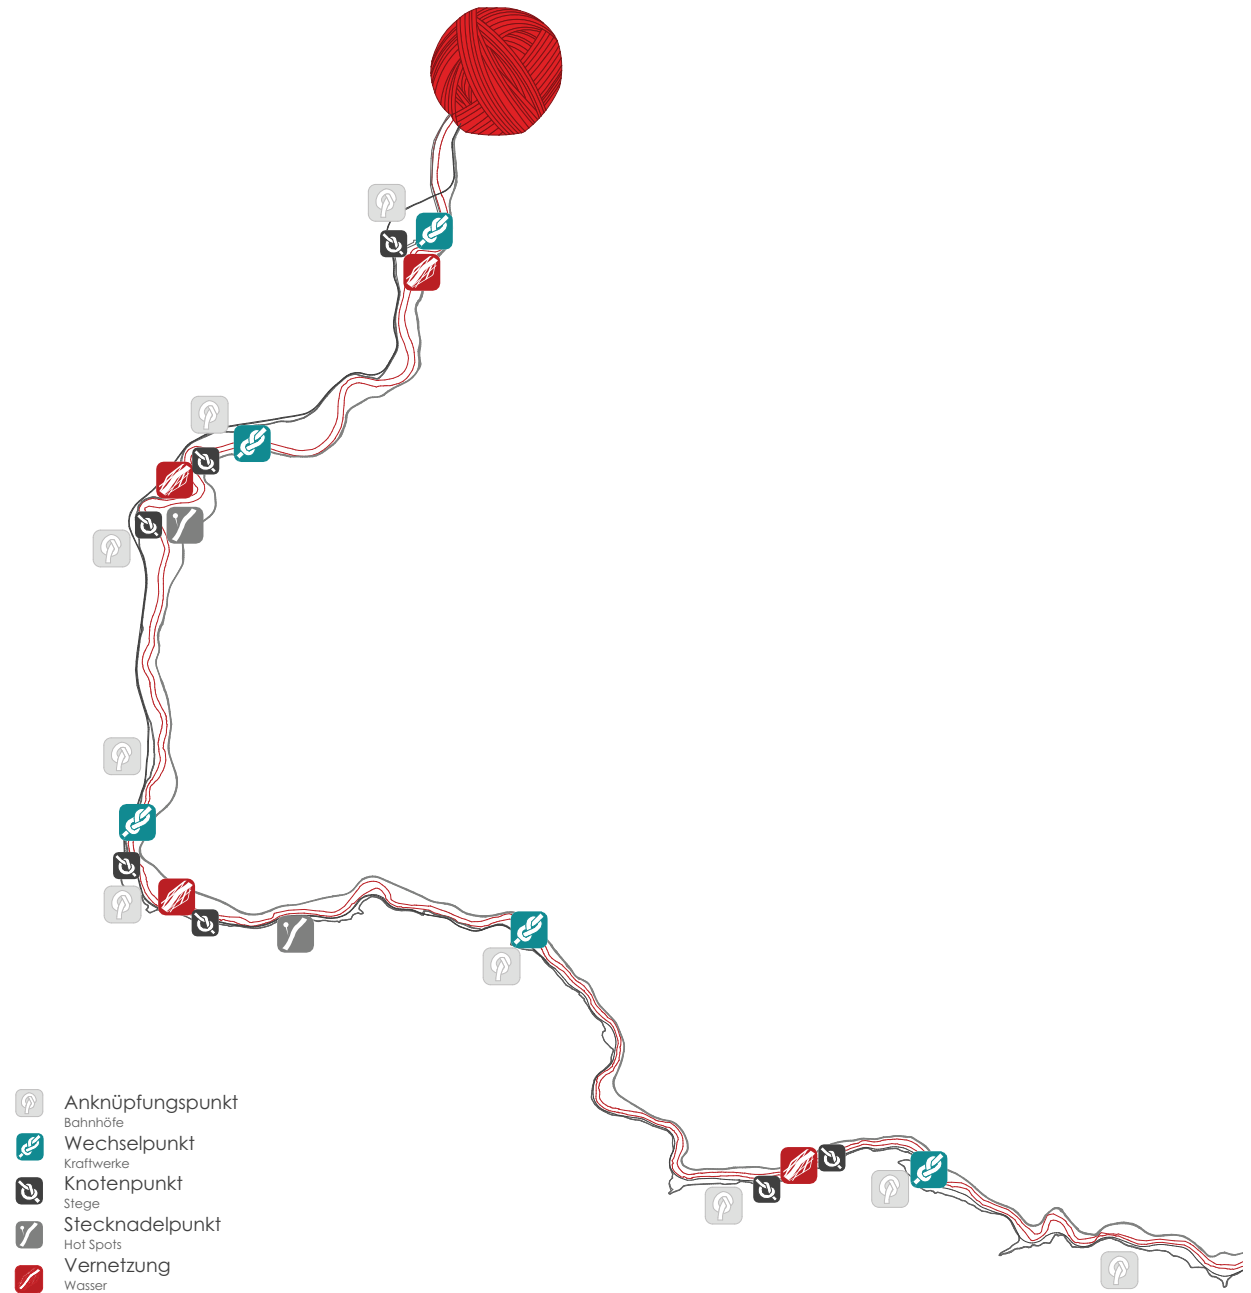 Anknüpfungspunkt
Bahnhöfe
Wechselpunkt
Kraftwerke
Knotenpunkt
Stege
Stecknadelpunkt
Hot Spots
Vernetzung
Wasser